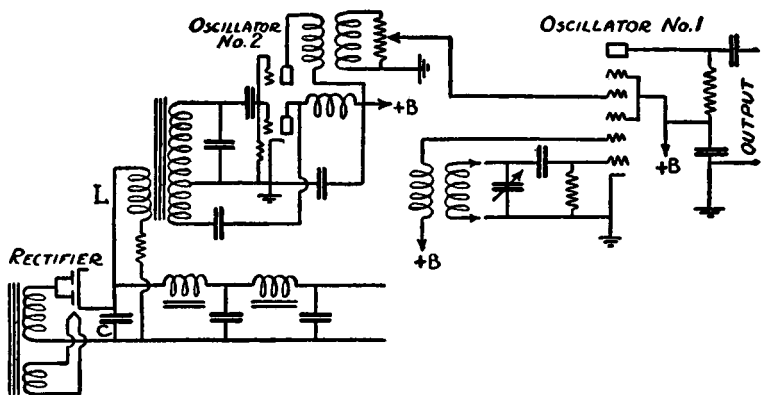 OSCILLATOR
No.2
OSCILLATOR No.1
+B
L
+B
OUTPUT
+B
RECTIFIER
C